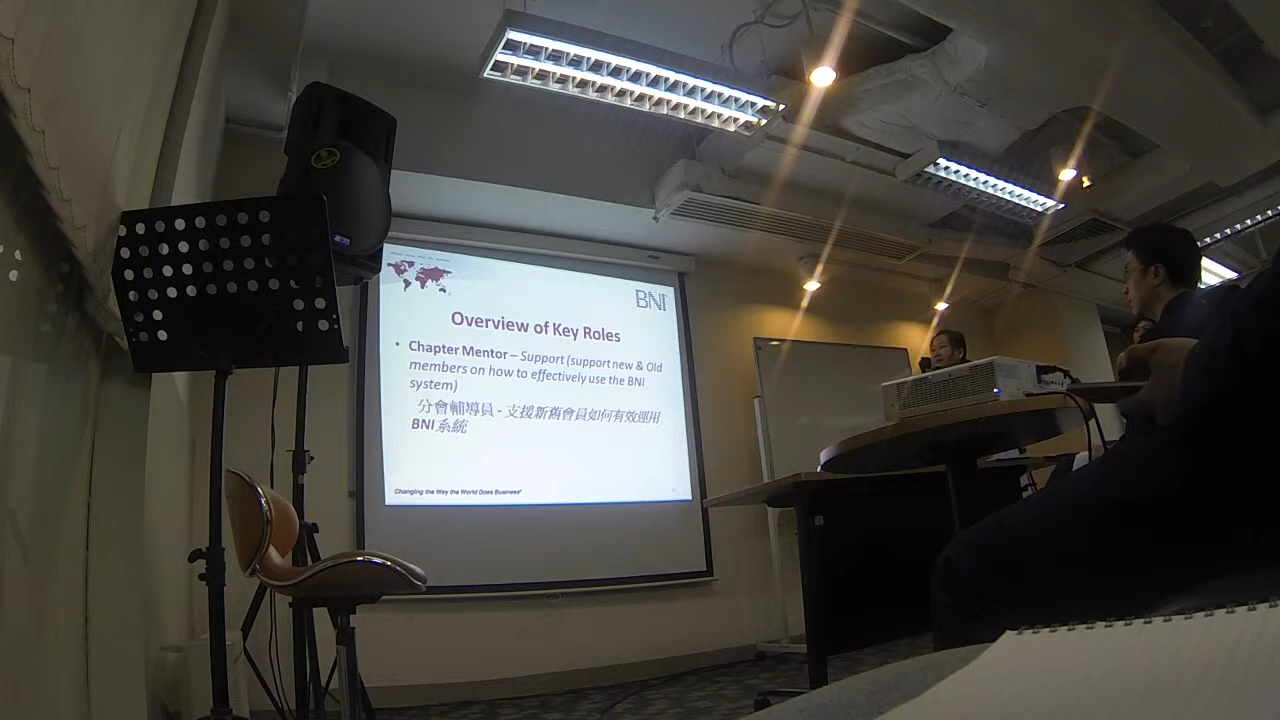 BNI
Overview of Key Roles
• Chapter Mentor – Support (support new & Old
members on how to effectively use the BNI
system)
分會輔導員 - 支援新舊會員如何有效運用
BNI系統
Changing the Way the World Does Business®